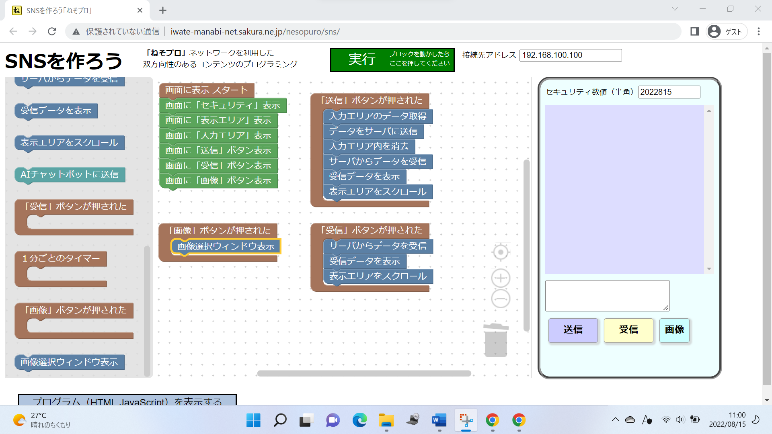 ねそプロ「ねそプロ」
保護されていない通信 | iwate-manabi-net.sakura.ne.jp/nesopuro/sns/
ゲスト
SNSを作ろう
「ねそプロ」ネットワークを利用した
双方向性のあるコンテンツのプログラミング
実行
ブロックを動かしたら
ここを押してください
接続先アドレス 192.168.100.100
サーバからデータを受信
受信データを表示
表示エリアをスクロール
AIチャットボットに送信
「受信」ボタンが押された
1分ごとのタイマー
「画像」ボタンが押された
画像選択ウィンドウ表示
画面に表示 スタート
画面に「セキュリティ」表示
画面に「表示エリア」表示
画面に「入力エリア」表示
画面に「送信」ボタン表示
画面に「受信」ボタン表示
画面に「画像」ボタン表示
「画像」ボタンが押された
画像選択ウィンドウ表示
「送信」ボタンが押された
入力エリアのデータ取得
データをサーバに送信
入力エリア内を消去
サーバからデータを受信
受信データを表示
表示エリアをスクロール
「受信」ボタンが押された
サーバからデータを受信
受信データを表示
表示エリアをスクロール
セキュリティ数値（半角） 2022815
送信
受信
画像
プログラム（HTML,JavaScript）を表示する
27°C
晴れのちくもり
11:00
2022/08/15